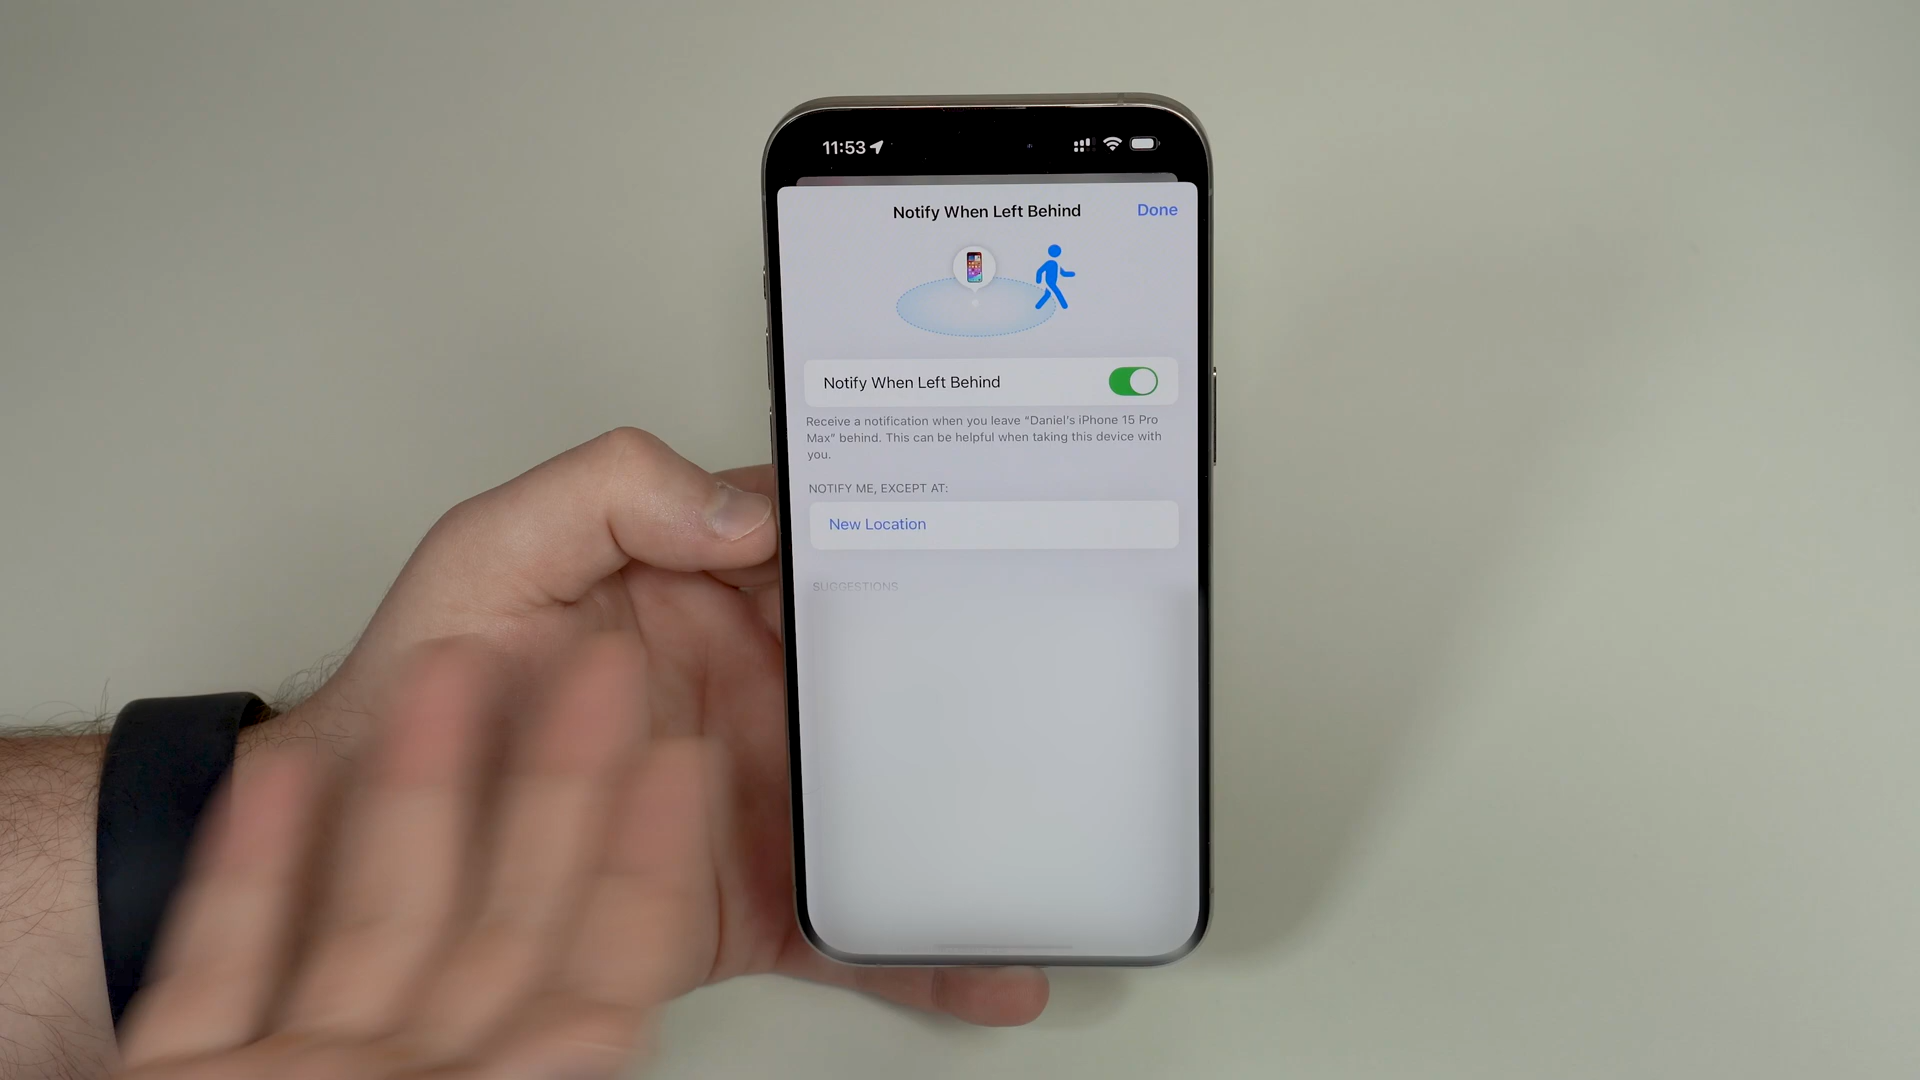 11:53
Notify When Left Behind
Done
Notify When Left Behind
Receive a notification when you leave “Daniel's iPhone 15 Pro
Max” behind. This can be helpful when taking this device with
you.
NOTIFY ME, EXCEPT AT:
New Location
SUGGESTIONS